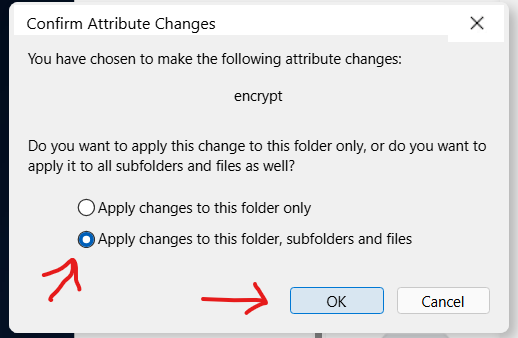 Confirm Attribute Changes
You have chosen to make the following attribute changes:
encrypt
Do you want to apply this change to this folder only, or do you want to
apply it to all subfolders and files as well?
Apply changes to this folder only
Apply changes to this folder, subfolders and files
OK
Cancel